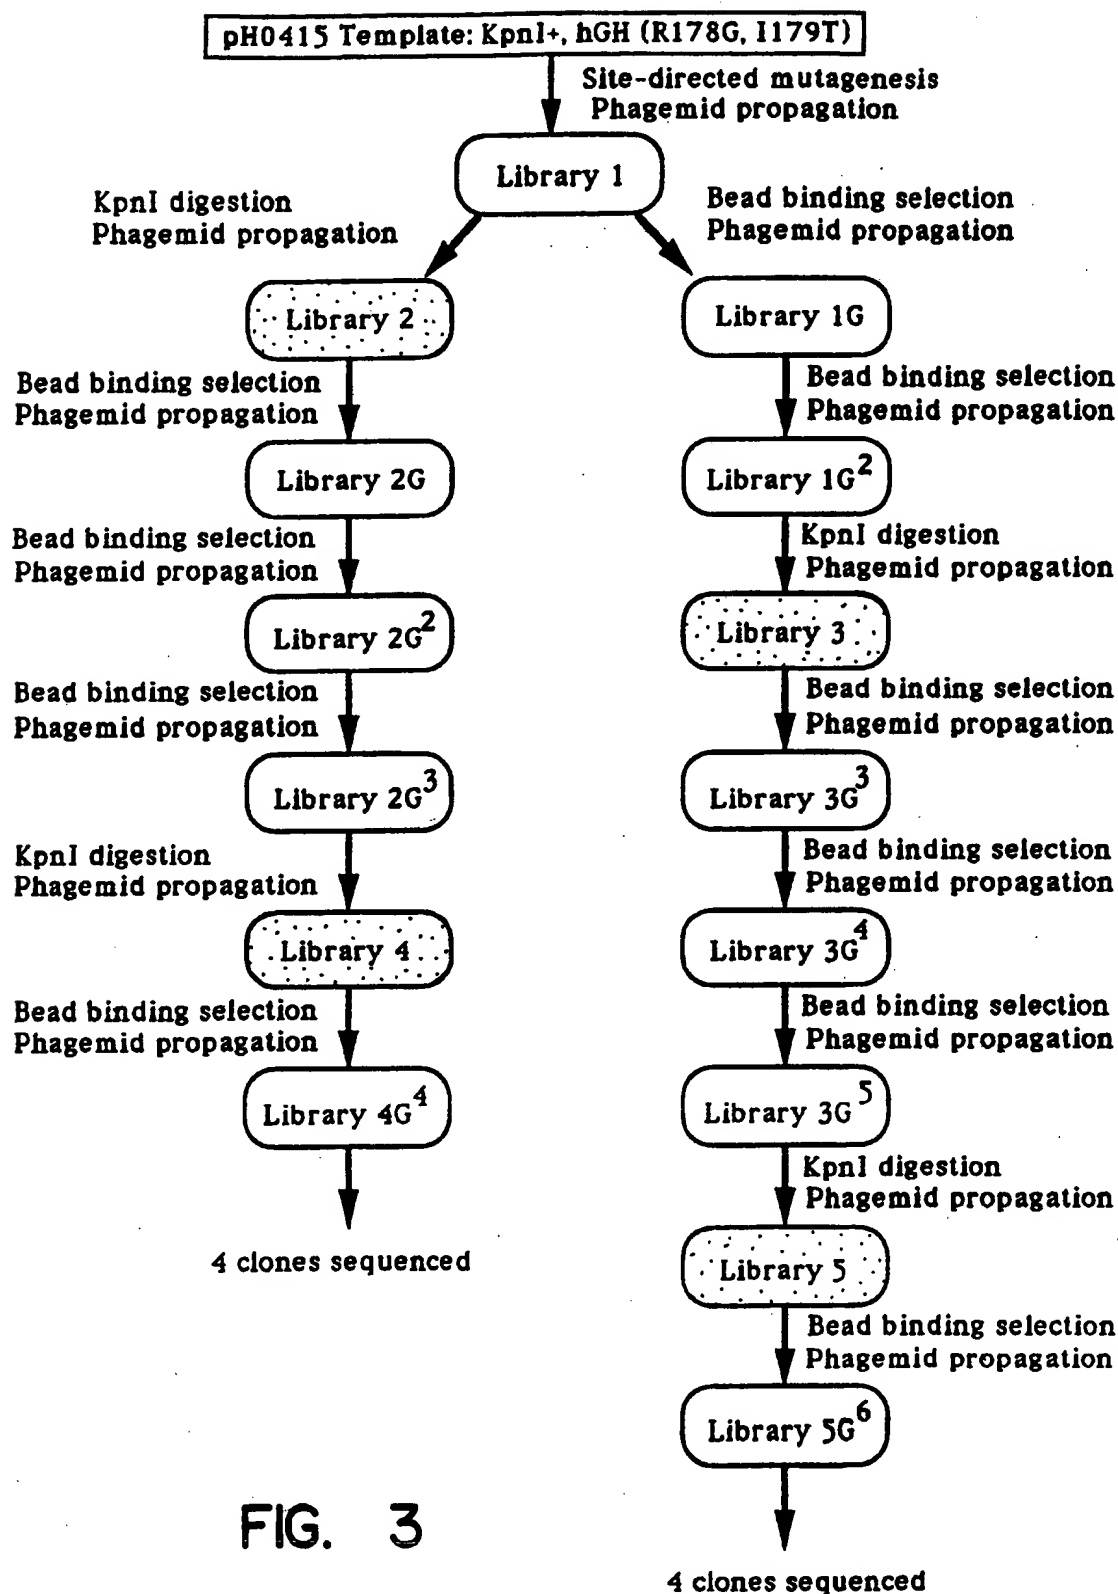 pH0415 Template: KpnI+, hGH (R178G, I179T)
Site-directed mutagenesis
Phagemid propagation
Library 1
KpnI digestion
Phagemid propagation
Bead binding selection
Phagemid propagation
Library 2
Library 1G
Bead binding selection
Phagemid propagation
Bead binding selection
Phagemid propagation
Library 2G
Library 1G²
Bead binding selection
Phagemid propagation
KpnI digestion
Phagemid propagation
Library 2G²
Library 3
Bead binding selection
Phagemid propagation
Bead binding selection
Phagemid propagation
Library 2G³
Library 3G³
KpnI digestion
Phagemid propagation
Bead binding selection
Phagemid propagation
Library 4
Library 3G⁴
Bead binding selection
Phagemid propagation
Bead binding selection
Phagemid propagation
Library 4G⁴
Library 3G⁵
KpnI digestion
Phagemid propagation
4 clones sequenced
Library 5
Bead binding selection
Phagemid propagation
Library 5G⁶
FIG. 3
4 clones sequenced